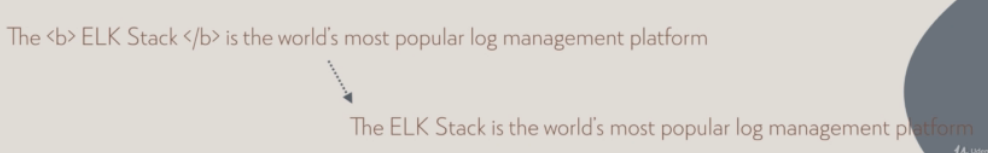 The <b> ELK Stack </b> is the world's most popular log management platform
The ELK Stack is the world's most popular log management platform